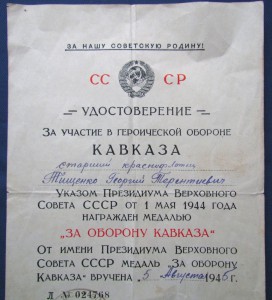 ЗА НАШУ СОВЕТСКУЮ РОДИНУ!
СС СР
УДОСТОВЕРЕНИЕ
ЗА УЧАСТИЕ В ГЕРОИЧЕСКОЙ ОБОРОНЕ
КАВКАЗА
старший краснофлотец
Тищенко Георгий Терентьевич
УКАЗОМ ПРЕЗИДИУМА ВЕРХОВНОГО
СОВЕТА СССР ОТ 1 МАЯ 1944 ГОДА
НАГРАЖДЕН МЕДАЛЬЮ
"ЗА ОБОРОНУ КАВКАЗА"
ОТ ИМЕНИ ПРЕЗИДИУМА ВЕРХОВНОГО
СОВЕТА СССР МЕДАЛЬ "ЗА ОБОРОНУ
КАВКАЗА" ВРУЧЕНА „5" Августа 1945 г.
Л № 024768